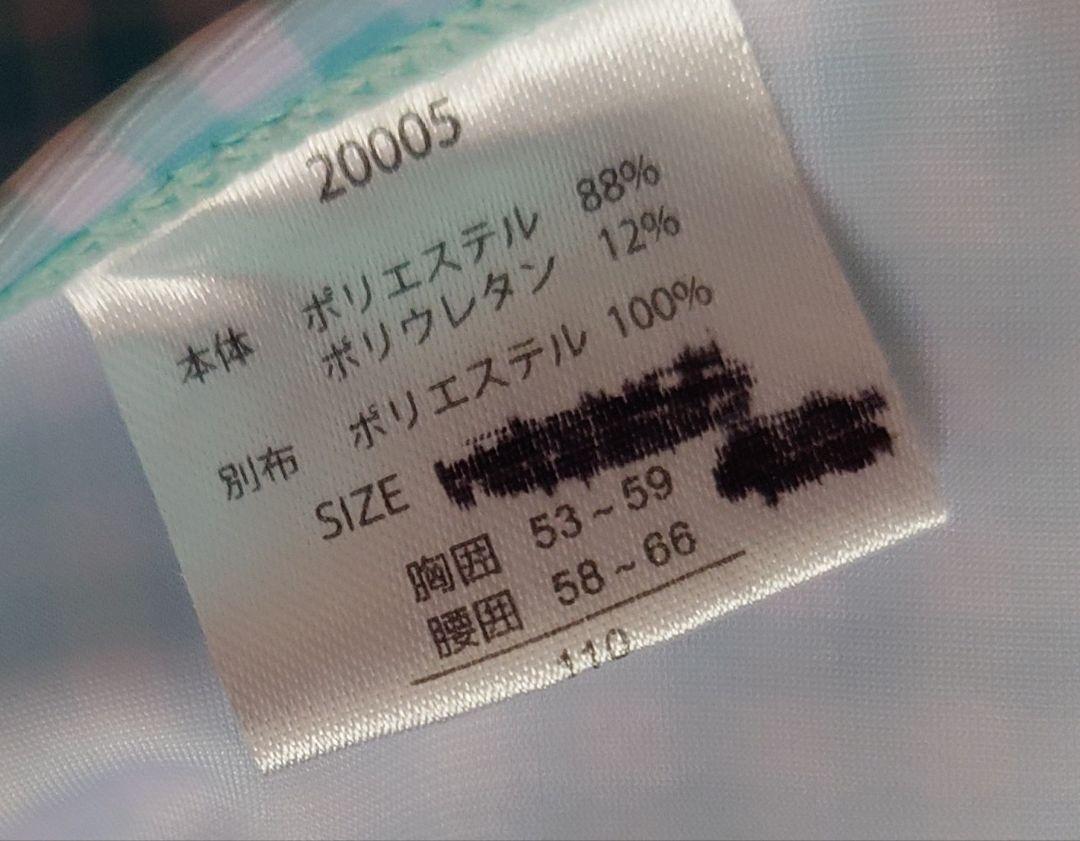 20005
本体 ポリエステル 88%
ポリウレタン 12%
別布 ポリエステル 100%
SIZE
胸囲 53~59
腰囲 58~66
110